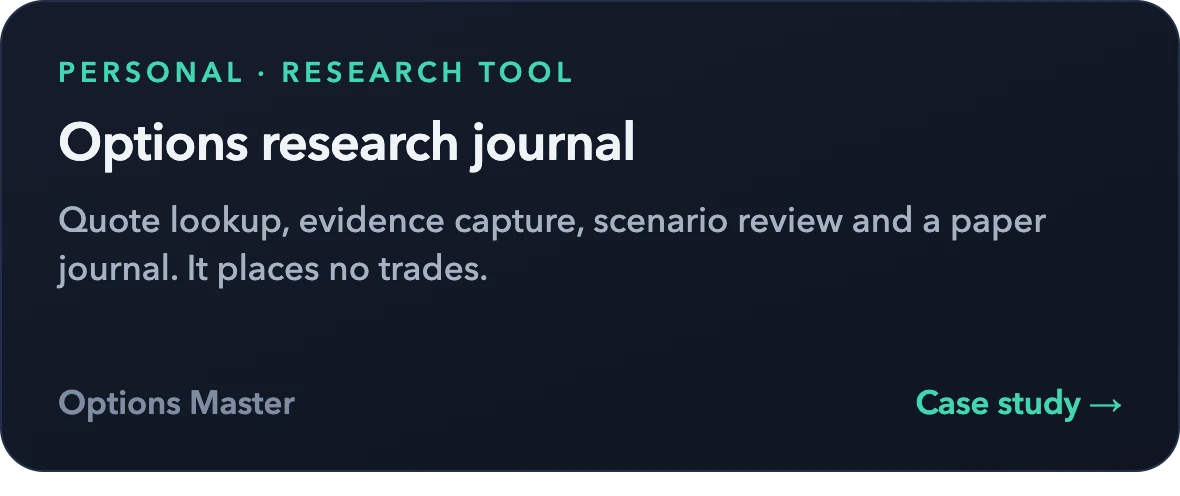 PERSONAL · RESEARCH TOOL
Options research journal
Quote lookup, evidence capture, scenario review and a paper
journal. It places no trades.
Options Master
Case study →